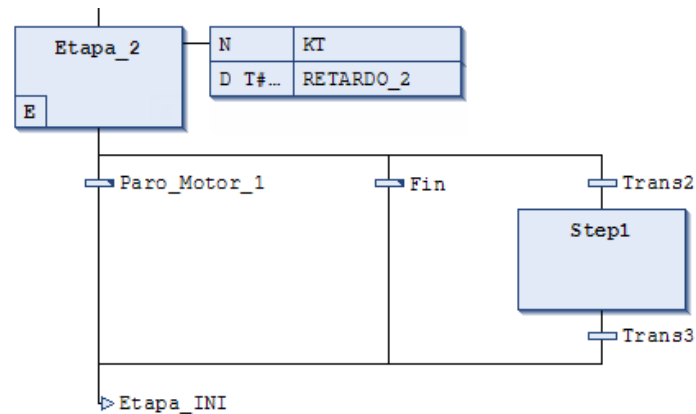 Etapa_2
N KT
D T#... RETARDO_2
E
Paro_Motor_1 Fin Trans2
Step1
Trans3
Etapa_INI